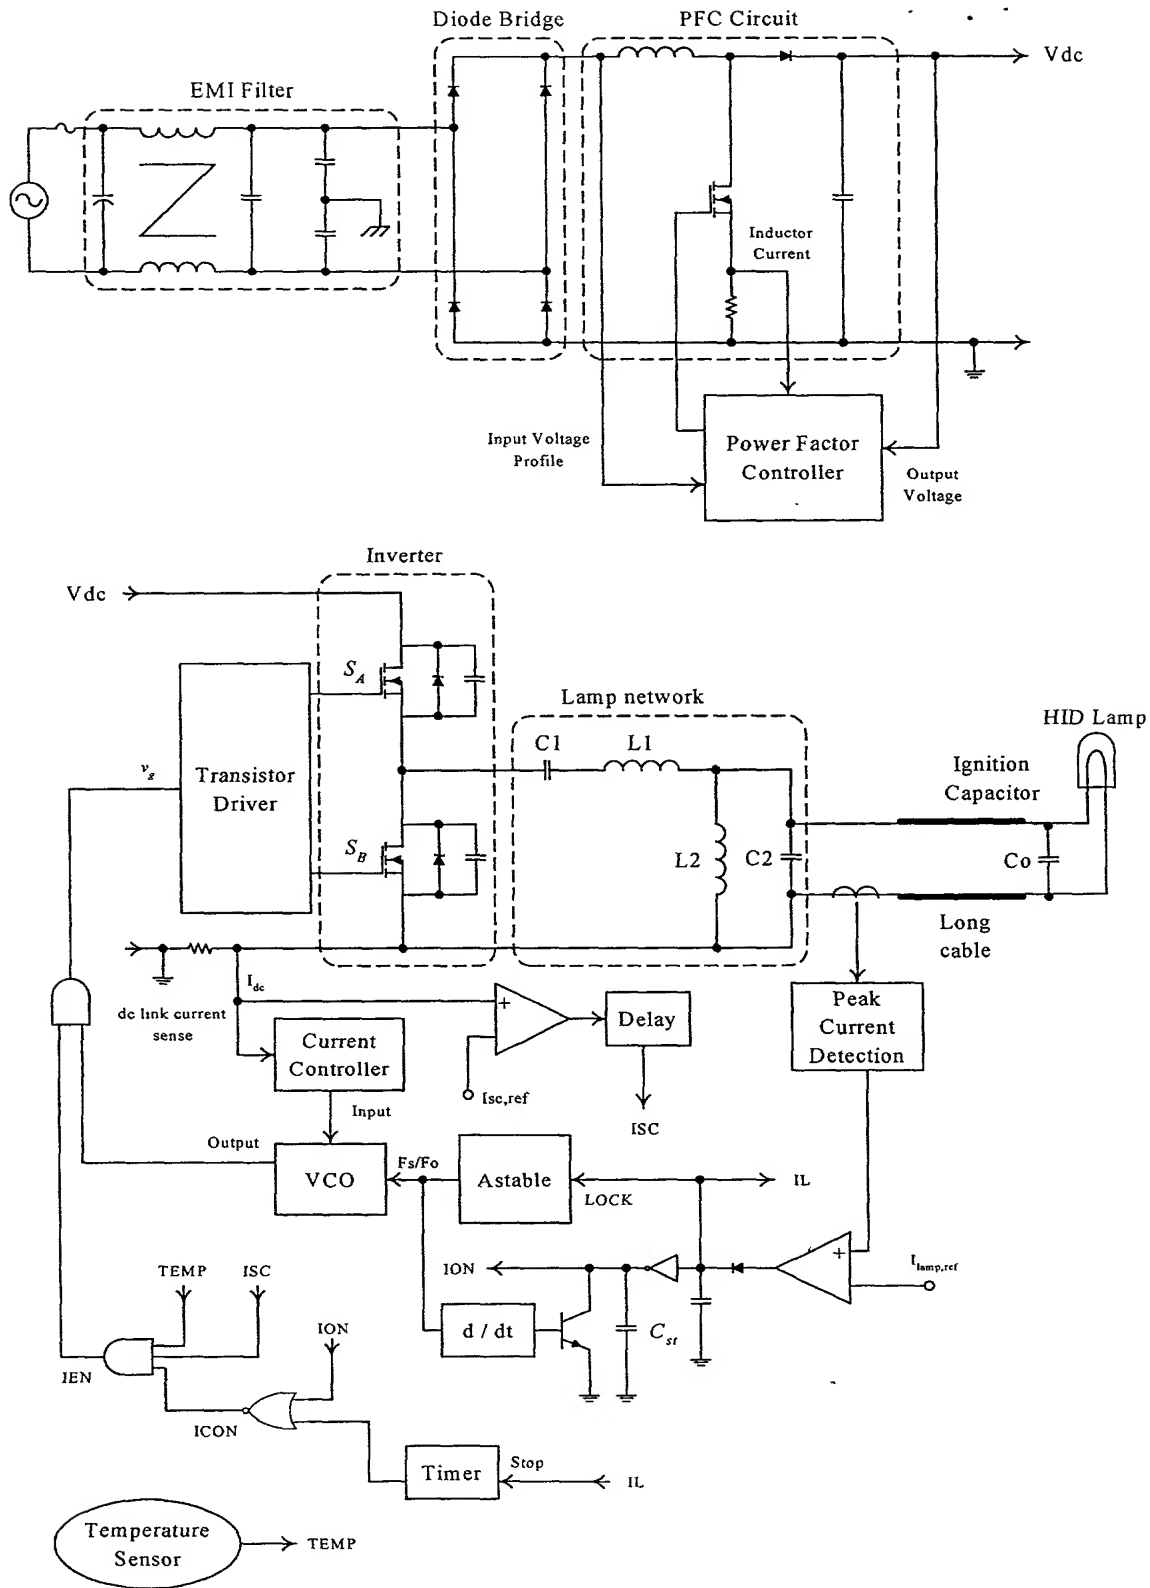 Diode Bridge
PFC Circuit
Vdc
EMI Filter
Inductor
Current
Input Voltage
Profile
Power Factor
Controller
Output
Voltage
Inverter
Vdc
S_A
Lamp network
HID Lamp
C1
L1
v_g
Transistor
Driver
Ignition
Capacitor
S_B
L2
C2
Co
Long
cable
I_dc
dc link current
sense
Current
Controller
+
Delay
Peak
Current
Detection
Isc,ref
ISC
Input
Output
VCO
Fs/Fo
Astable
LOCK
IL
ION
+
I_lamp,ref
TEMP
ISC
d / dt
C_st
ION
IEN
ICON
Timer
Stop
IL
Temperature
Sensor
TEMP